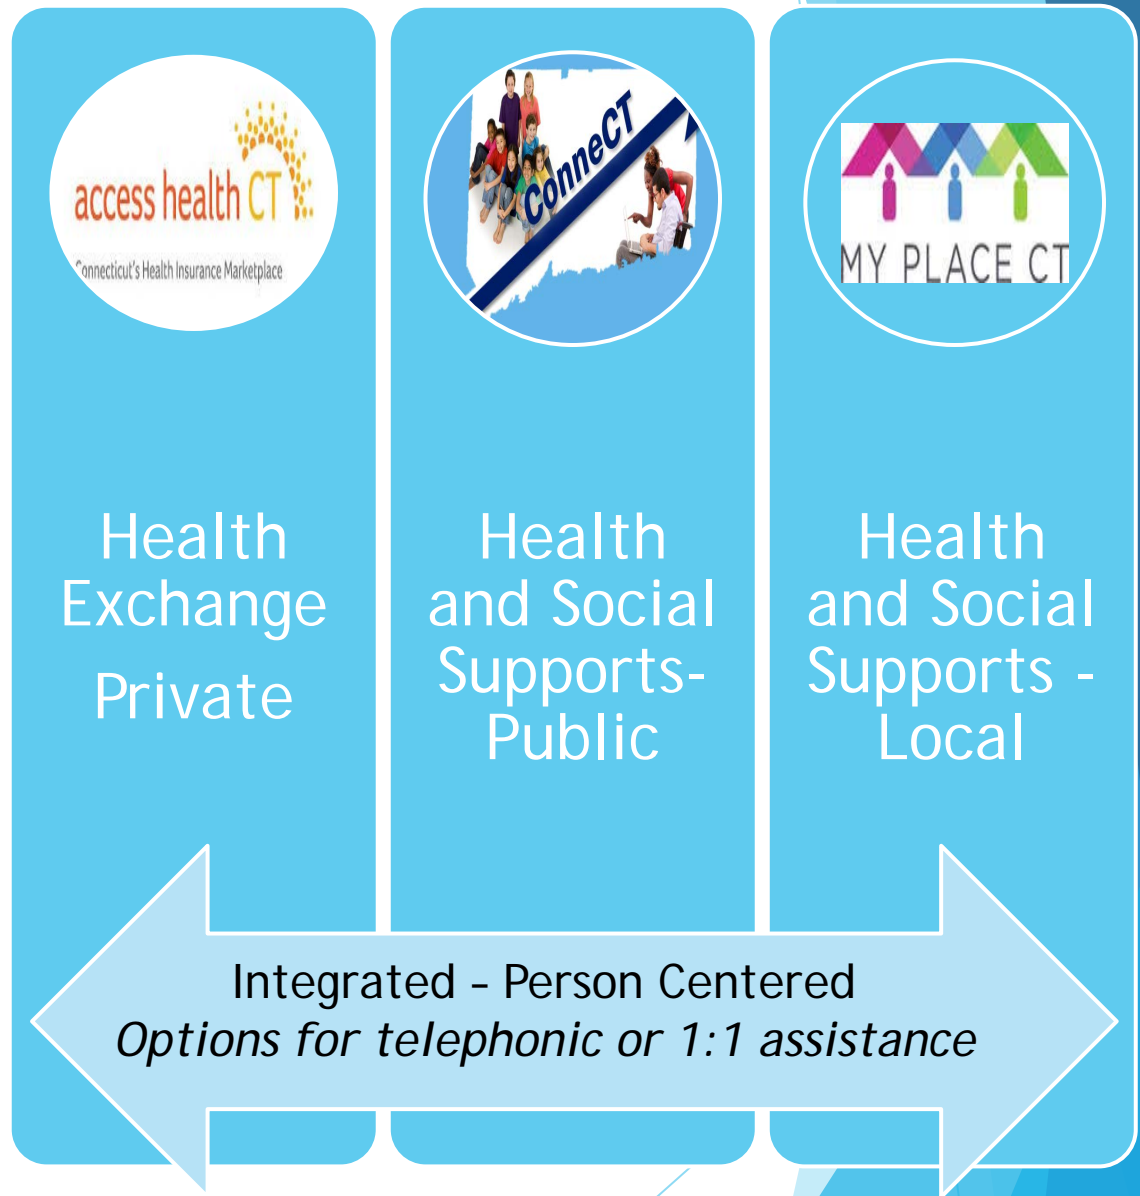 access health CT
Connecticut's Health Insurance Marketplace
ConneCT
MY PLACE CT
Health
Exchange
Private
Health
and Social
Supports-
Public
Health
and Social
Supports -
Local
Integrated – Person Centered
Options for telephonic or 1:1 assistance